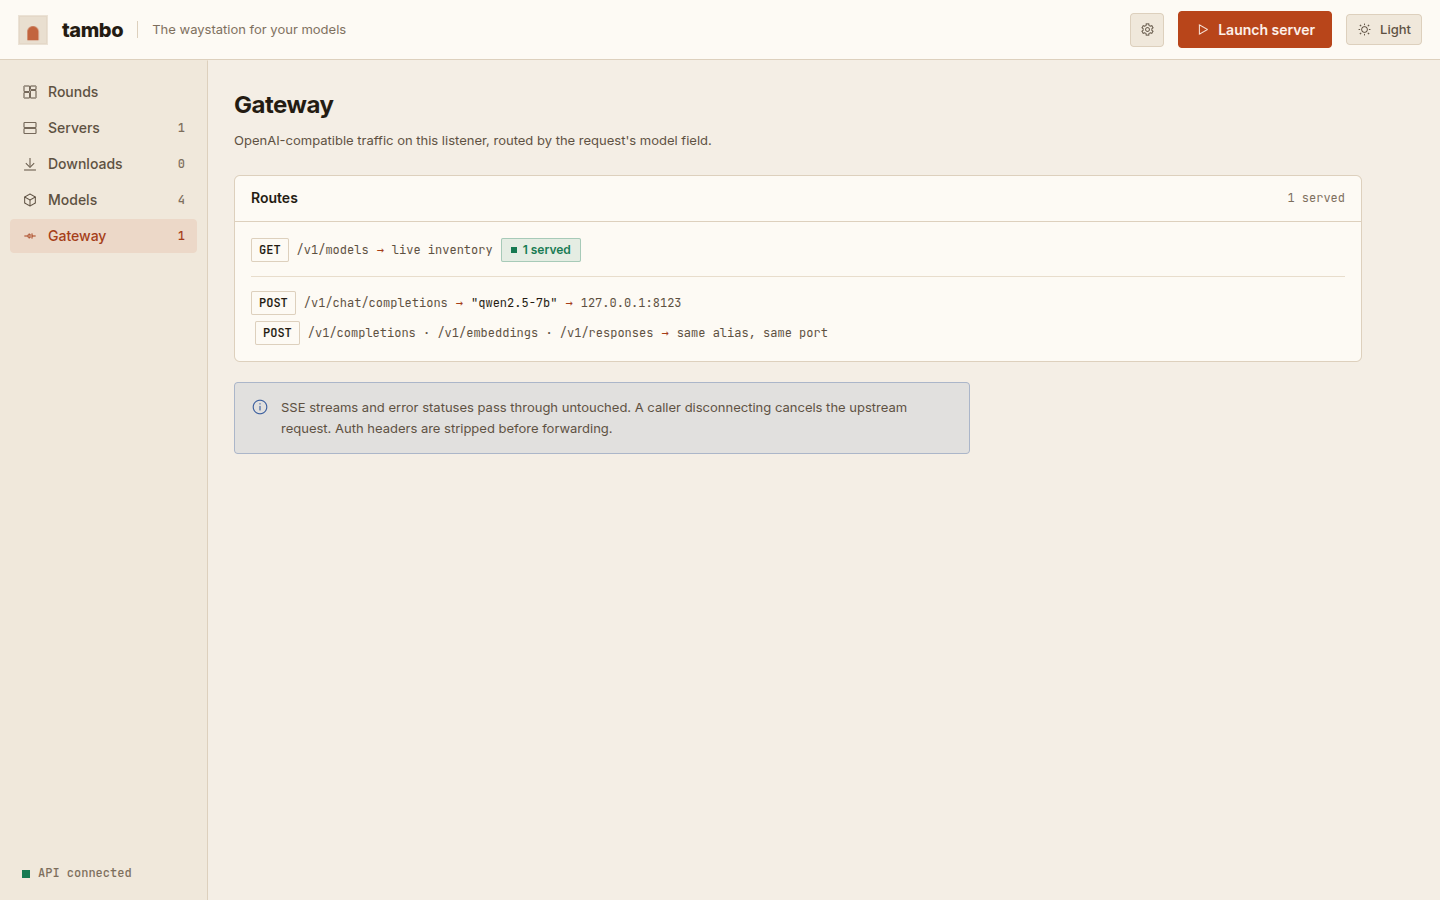 tambo
The waystation for your models
Launch server
Light
Rounds
Servers 1
Downloads 0
Models 4
Gateway 1
API connected
Gateway
OpenAI-compatible traffic on this listener, routed by the request's model field.
Routes 1 served
GET /v1/models → live inventory 1 served
POST /v1/chat/completions → "qwen2.5-7b" → 127.0.0.1:8123
POST /v1/completions · /v1/embeddings · /v1/responses → same alias, same port
SSE streams and error statuses pass through untouched. A caller disconnecting cancels the upstream
request. Auth headers are stripped before forwarding.